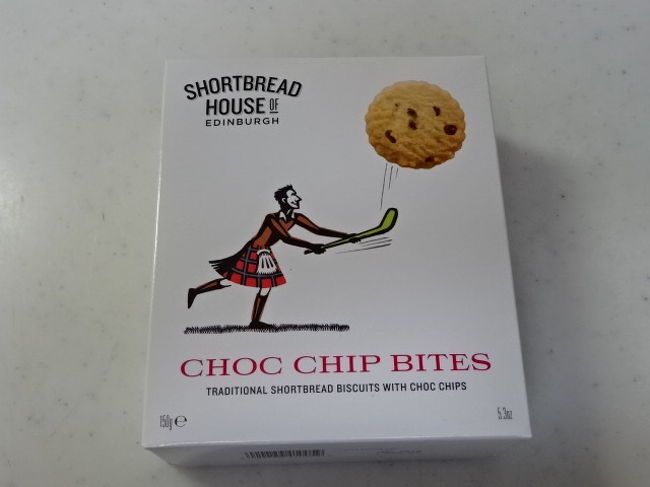 SHORTBREAD
HOUSE OF
EDINBURGH
CHOC CHIP BITES
TRADITIONAL SHORTBREAD BISCUITS WITH CHOC CHIPS
150g ℮
5.3oz